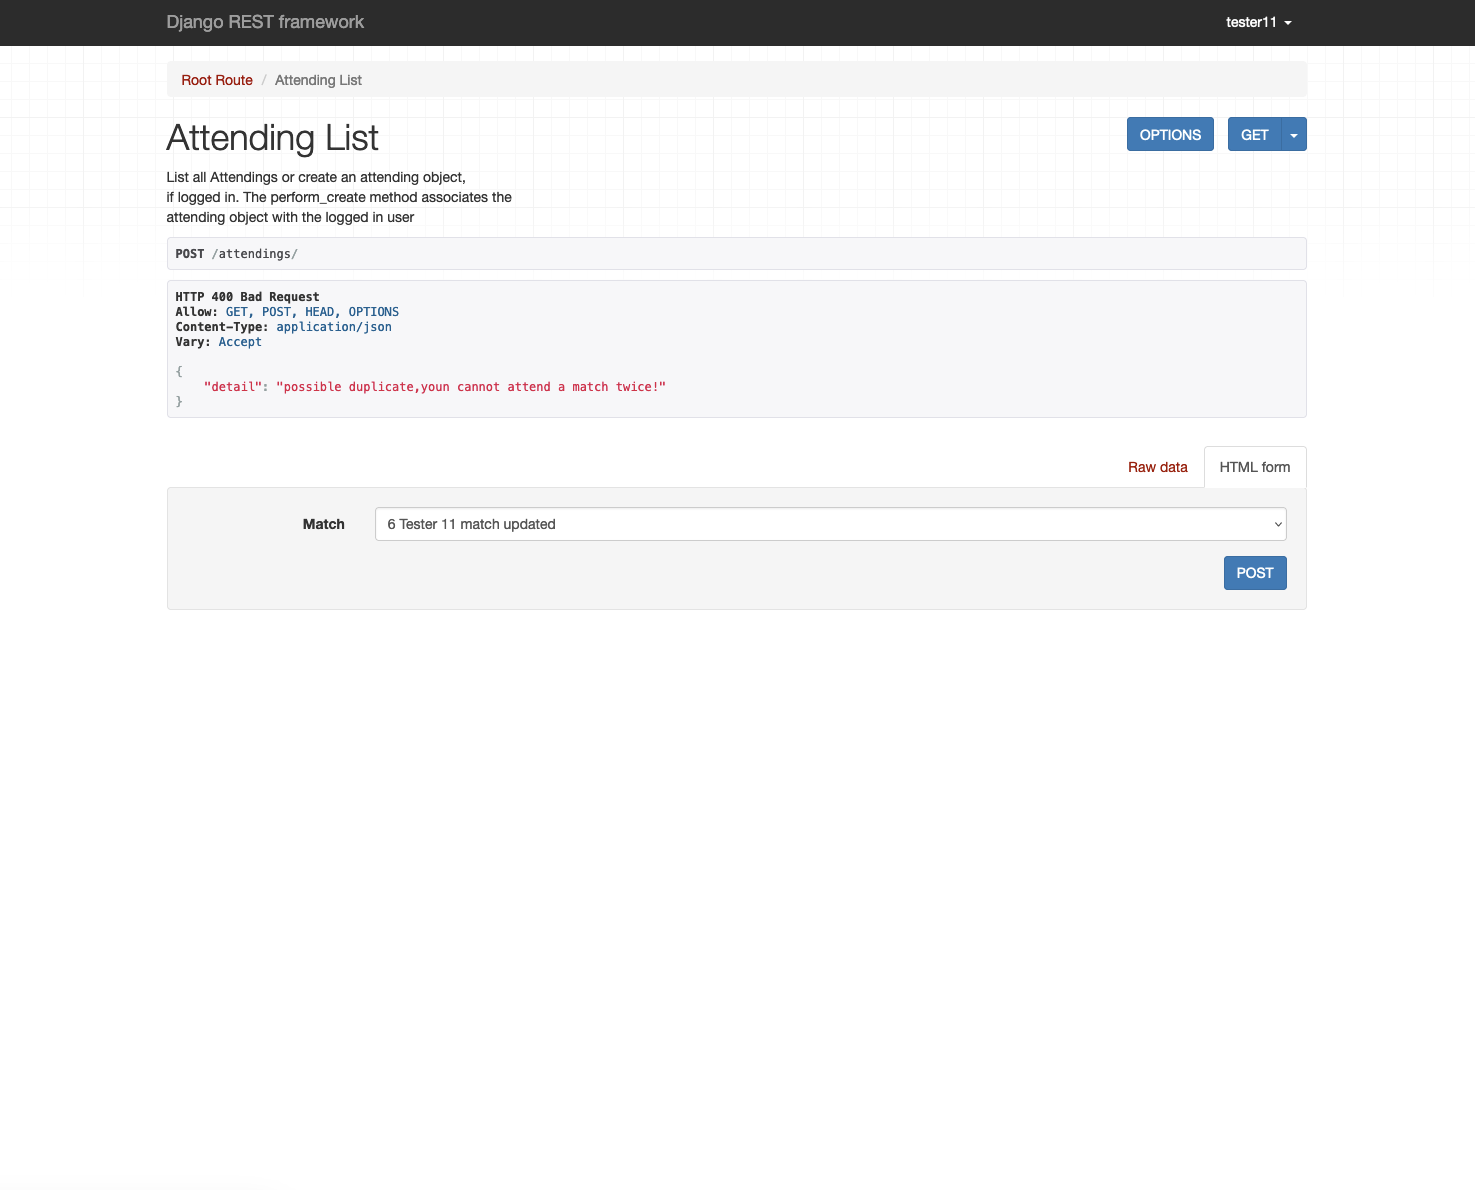 Django REST framework
tester11
Root Route / Attending List
Attending List
OPTIONS
GET
List all Attendings or create an attending object,
if logged in. The perform_create method associates the
attending object with the logged in user
POST /attendings/
HTTP 400 Bad Request
Allow: GET, POST, HEAD, OPTIONS
Content-Type: application/json
Vary: Accept
{
"detail": "possible duplicate,youn cannot attend a match twice!"
}
Raw data
HTML form
Match
6 Tester 11 match updated
POST